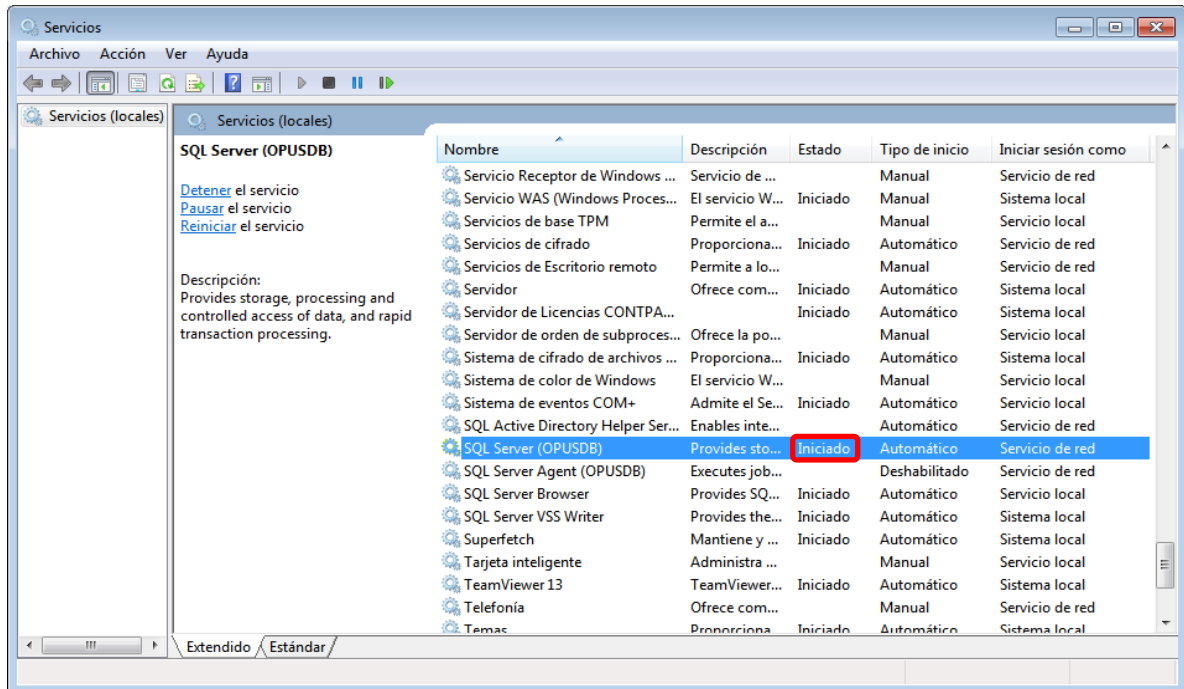 Servicios
Archivo Acción Ver Ayuda
Servicios (locales)
Servicios (locales)
SQL Server (OPUSDB)
Detener el servicio
Pausar el servicio
Reiniciar el servicio
Descripción:
Provides storage, processing and
controlled access of data, and rapid
transaction processing.
Nombre Descripción Estado Tipo de inicio Iniciar sesión como
Servicio Receptor de Windows ... Servicio de ... Manual Servicio de red
Servicio WAS (Windows Proces... El servicio W... Iniciado Manual Sistema local
Servicios de base TPM Permite el a... Manual Servicio local
Servicios de cifrado Proporciona... Iniciado Automático Servicio de red
Servicios de Escritorio remoto Permite a lo... Manual Servicio de red
Servidor Ofrece com... Iniciado Automático Sistema local
Servidor de Licencias CONTPA... Iniciado Automático Sistema local
Servidor de orden de subproces... Ofrece la po... Manual Servicio local
Sistema de cifrado de archivos ... Proporciona... Iniciado Automático Sistema local
Sistema de color de Windows El servicio W... Manual Servicio local
Sistema de eventos COM+ Admite el Se... Iniciado Automático Servicio local
SQL Active Directory Helper Ser... Enables inte... Automático Servicio de red
SQL Server (OPUSDB) Provides sto... Iniciado Automático Servicio de red
SQL Server Agent (OPUSDB) Executes job... Deshabilitado Servicio de red
SQL Server Browser Provides SQ... Iniciado Automático Servicio local
SQL Server VSS Writer Provides the... Iniciado Automático Sistema local
Superfetch Mantiene y ... Iniciado Automático Sistema local
Tarjeta inteligente Administra ... Manual Servicio local
TeamViewer 13 TeamViewer... Iniciado Automático Sistema local
Telefonía Ofrece com... Manual Servicio de red
Temas Proporciona... Iniciado Automático Sistema local
Extendido Estándar